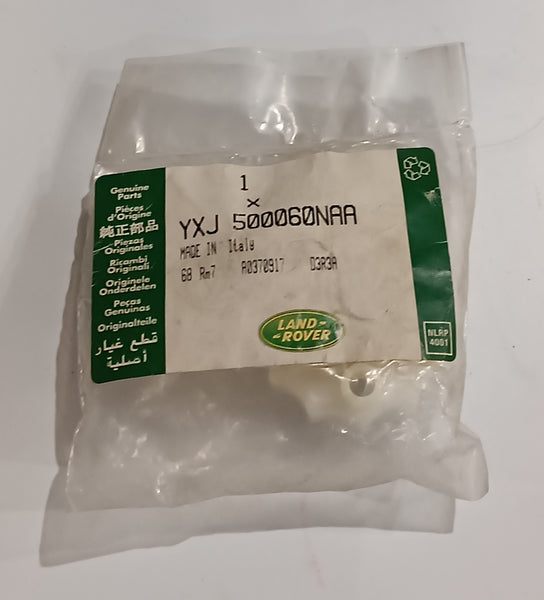 Genuine
Parts
Pièces
d'Origine
純正部品
Piezas
Originales
Ricambi
Originali
Originele
Onderdelen
Peças
Genuinas
Originalteile
قطع غيار
أصلية
1
×
YXJ 500060NAA
MADE IN Italy
68 Rm7 A0370917 D3R3A
LAND-
-ROVER
NLRP
4001